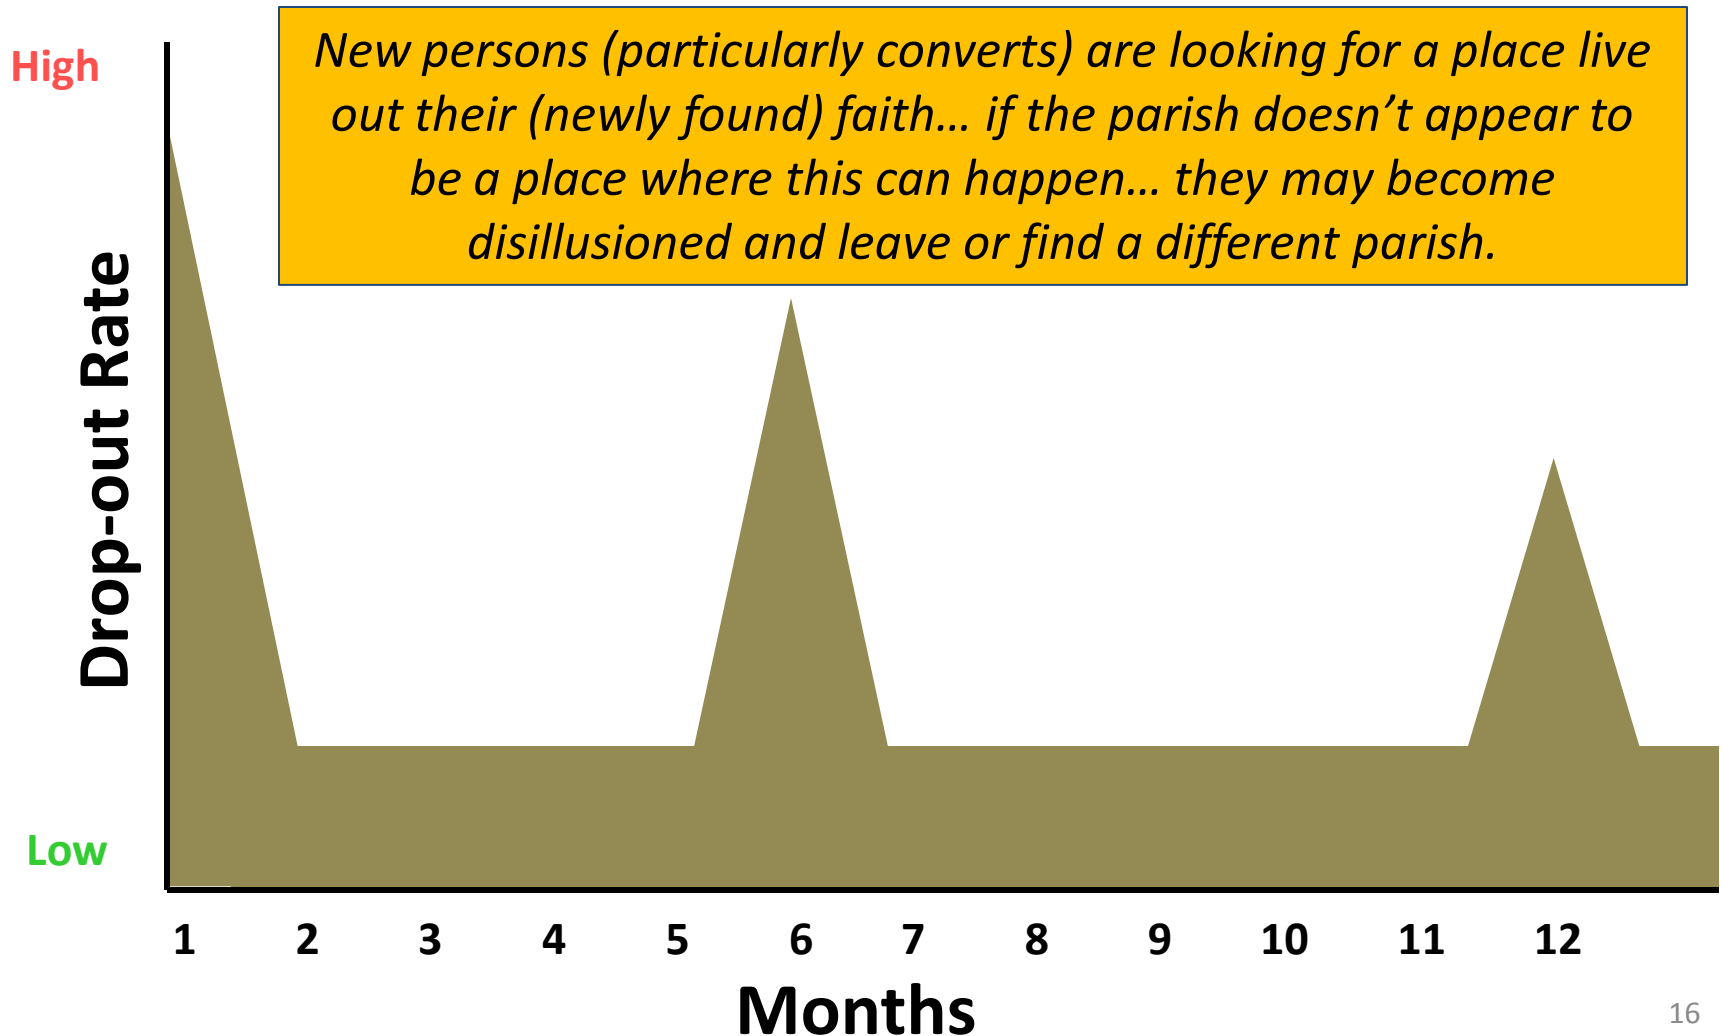 High
New persons (particularly converts) are looking for a place live
out their (newly found) faith… if the parish doesn’t appear to
be a place where this can happen… they may become
disillusioned and leave or find a different parish.
Drop-out Rate
Low
1 2 3 4 5 6 7 8 9 10 11 12
Months
16